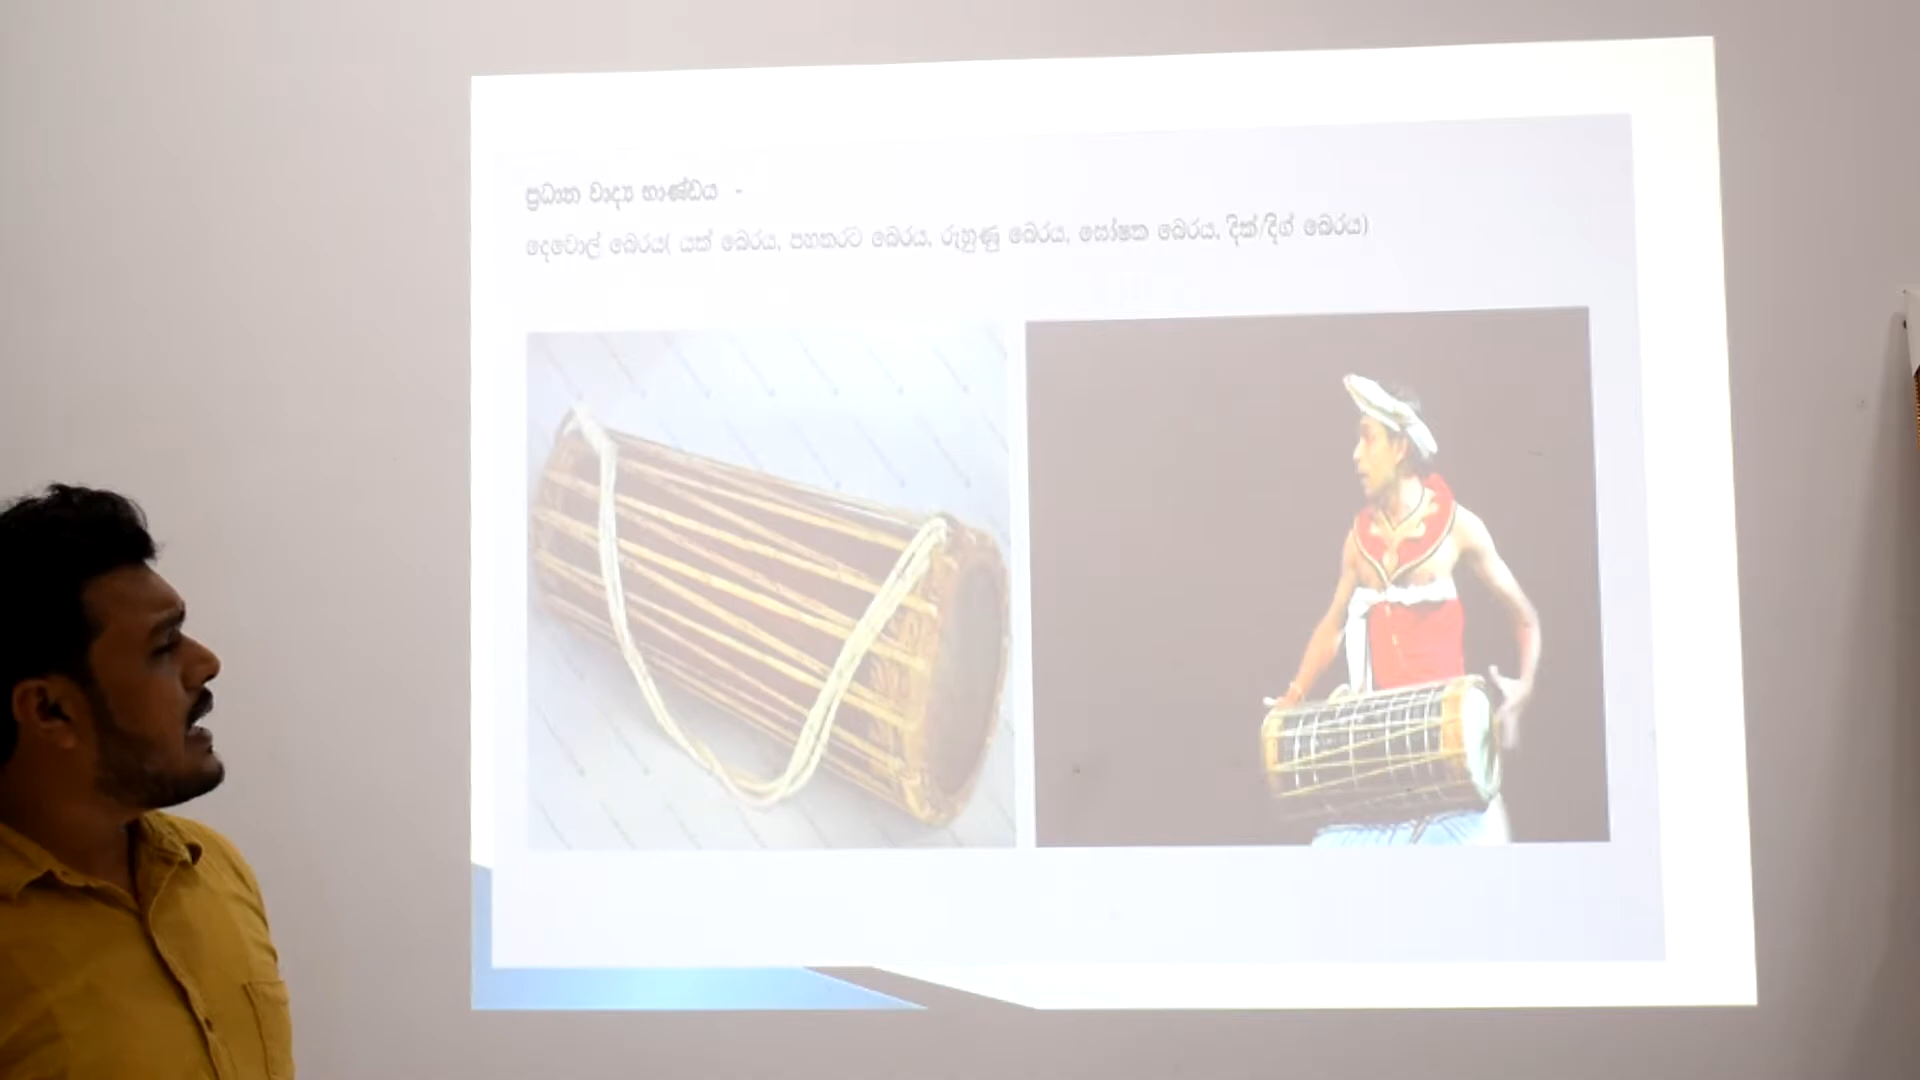 ප්‍රධාන වාද්‍ය භාණ්ඩය -
දෙවොල් බෙරය( යක් බෙරය, පහතරට බෙරය, රුහුණු බෙරය, ඝෝෂක බෙරය, දික්/දිග් බෙරය)